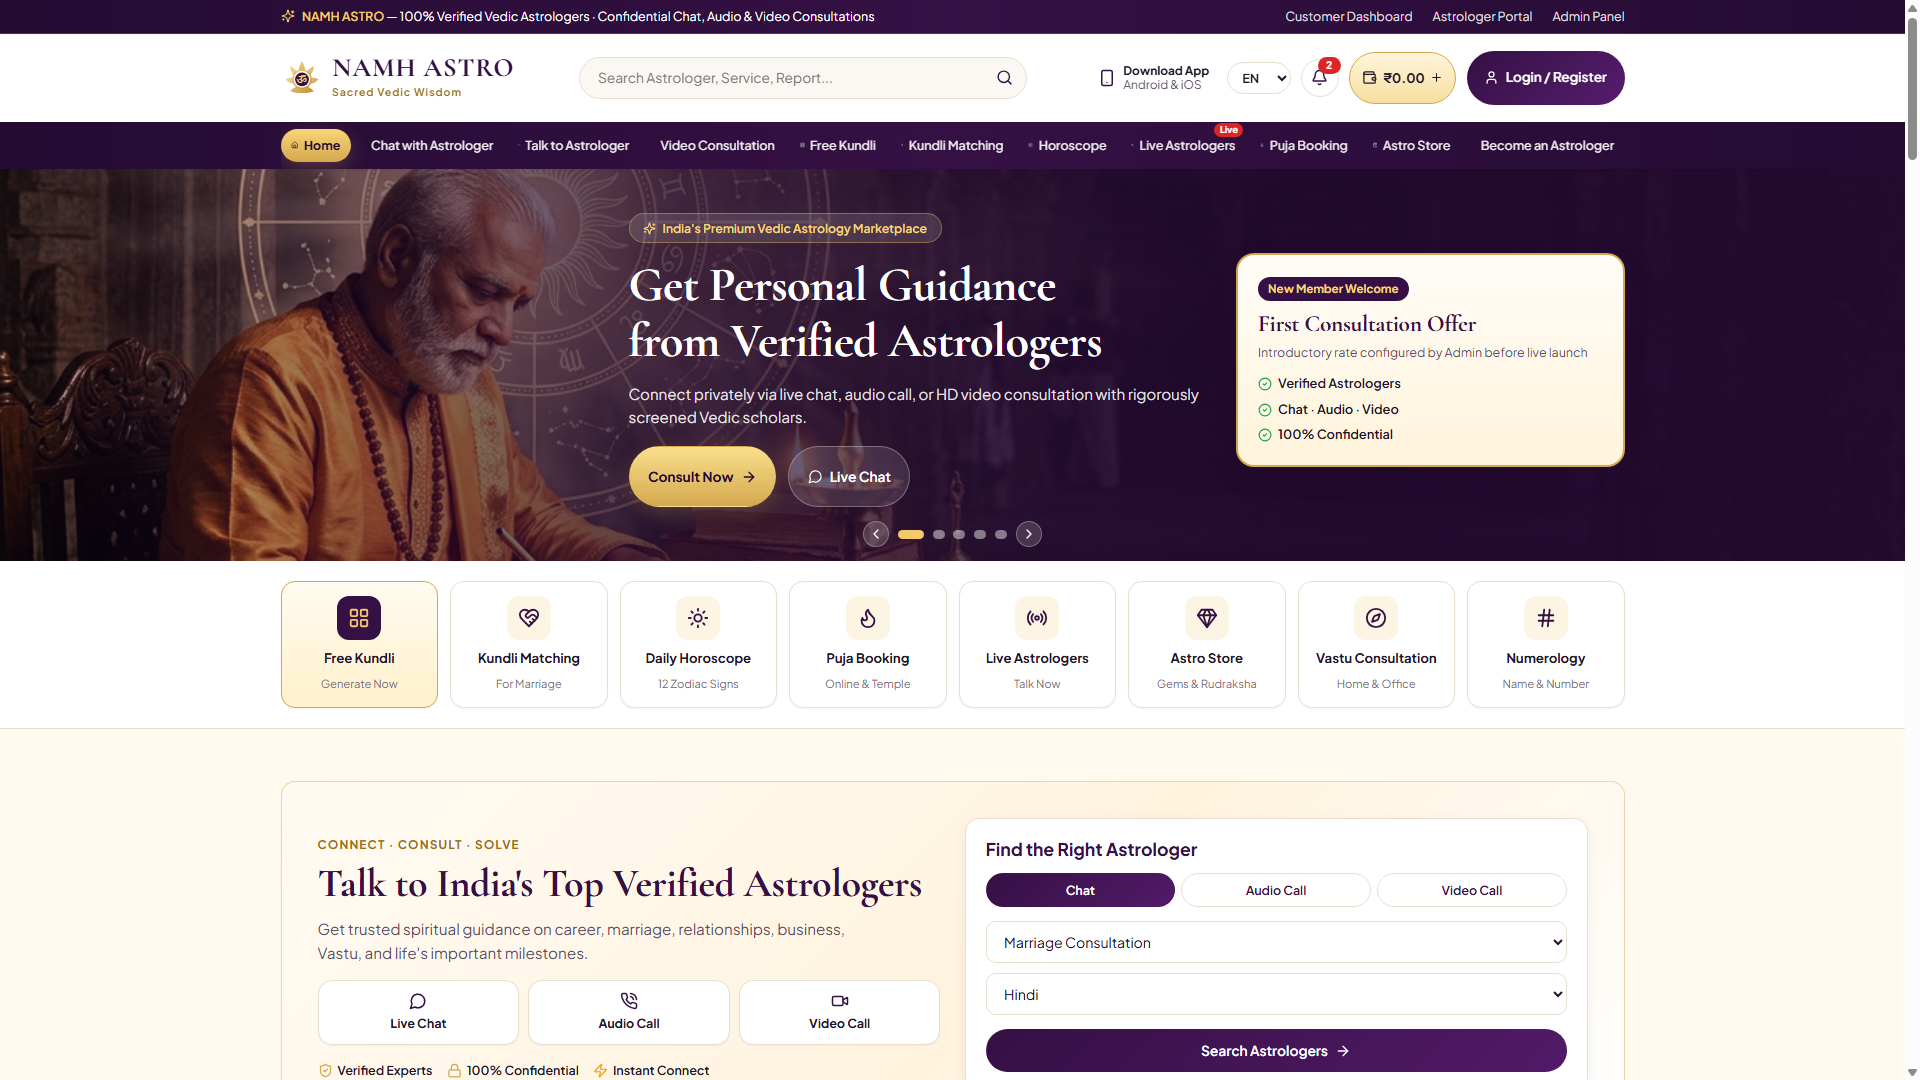 NAMH ASTRO — 100% Verified Vedic Astrologers · Confidential Chat, Audio & Video Consultations
Customer Dashboard
Astrologer Portal
Admin Panel
NAMH ASTRO
Sacred Vedic Wisdom
Search Astrologer, Service, Report...
Download App
Android & iOS
EN
2
₹0.00 +
Login / Register
Home
Chat with Astrologer
Talk to Astrologer
Video Consultation
Free Kundli
Kundli Matching
Horoscope
Live Astrologers
Live
Puja Booking
Astro Store
Become an Astrologer
India's Premium Vedic Astrology Marketplace
Get Personal Guidance
from Verified Astrologers
Connect privately via live chat, audio call, or HD video consultation with rigorously
screened Vedic scholars.
Consult Now
Live Chat
New Member Welcome
First Consultation Offer
Introductory rate configured by Admin before live launch
Verified Astrologers
Chat · Audio · Video
100% Confidential
Free Kundli
Generate Now
Kundli Matching
For Marriage
Daily Horoscope
12 Zodiac Signs
Puja Booking
Online & Temple
Live Astrologers
Talk Now
Astro Store
Gems & Rudraksha
Vastu Consultation
Home & Office
Numerology
Name & Number
CONNECT · CONSULT · SOLVE
Talk to India's Top Verified Astrologers
Get trusted spiritual guidance on career, marriage, relationships, business,
Vastu, and life's important milestones.
Live Chat
Audio Call
Video Call
Verified Experts
100% Confidential
Instant Connect
Find the Right Astrologer
Chat
Audio Call
Video Call
Marriage Consultation
Hindi
Search Astrologers